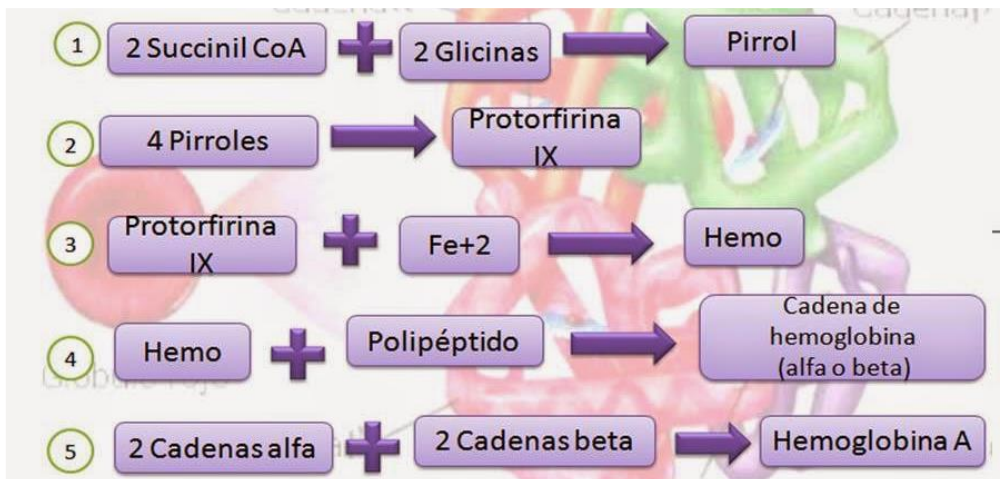 1 2 Succinil CoA 2 Glicinas Pirrol
2 4 Pirroles Protorfirina
IX
3 Protorfirina
IX Fe+2 Hemo
4 Hemo Polipéptido Cadena de
hemoglobina
(alfa o beta)
5 2 Cadenas alfa 2 Cadenas beta Hemoglobina A